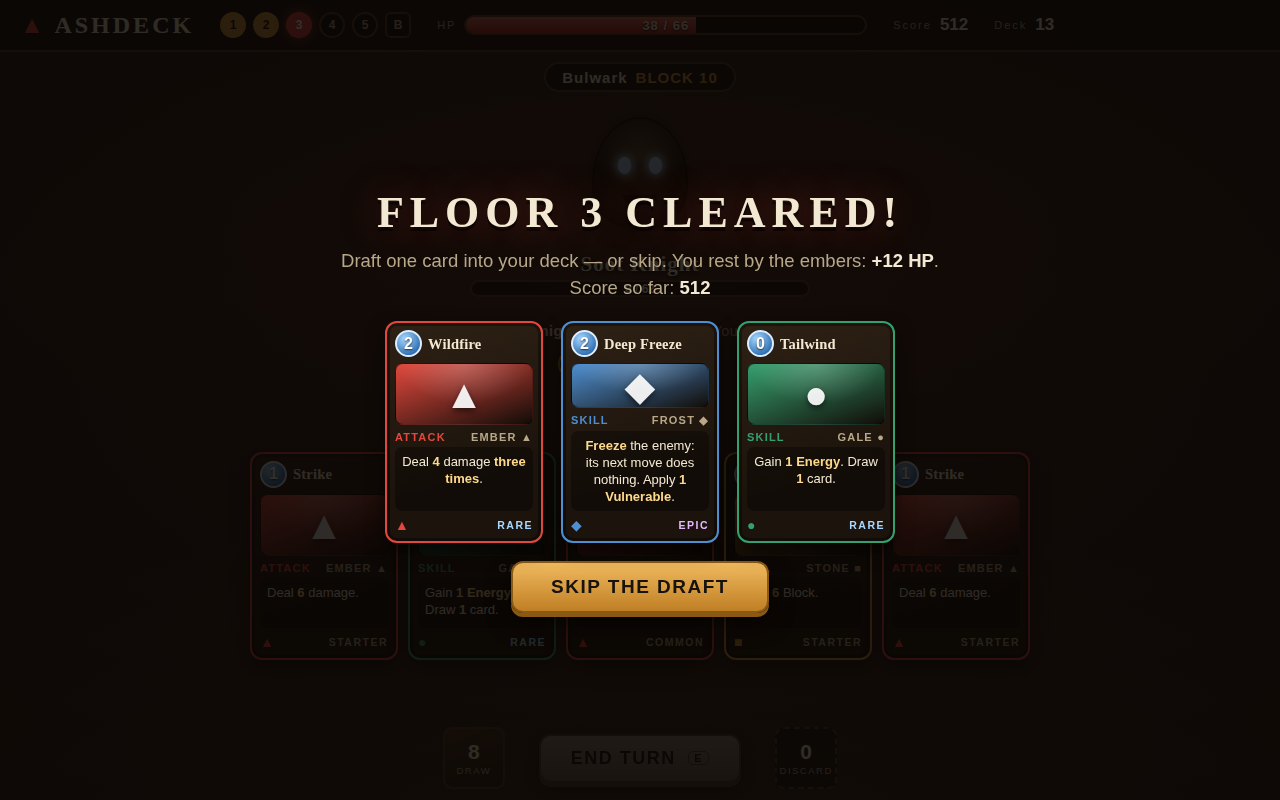 ▲ ASHDECK 1 2 3 4 5 B HP 38 / 66 Score 512 Deck 13
Bulwark BLOCK 10
FLOOR 3 CLEARED!
Draft one card into your deck — or skip. You rest by the embers: +12 HP.
Score so far: 512
2 Wildfire
ATTACK EMBER ▲
Deal 4 damage three
times.
▲ RARE
2 Deep Freeze
SKILL FROST ◆
Freeze the enemy:
its next move does
nothing. Apply 1
Vulnerable.
◆ EPIC
0 Tailwind
SKILL GALE ●
Gain 1 Energy. Draw
1 card.
● RARE
SKIP THE DRAFT
1 Strike
ATTACK EMBER ▲
Deal 6 damage.
▲ STARTER
SKILL
Gain 1 Energy
Draw 1 card.
● RARE
▲ COMMON
STONE ■
6 Block.
■ STARTER
1 Strike
ATTACK EMBER ▲
Deal 6 damage.
▲ STARTER
8
DRAW
END TURN E
0
DISCARD